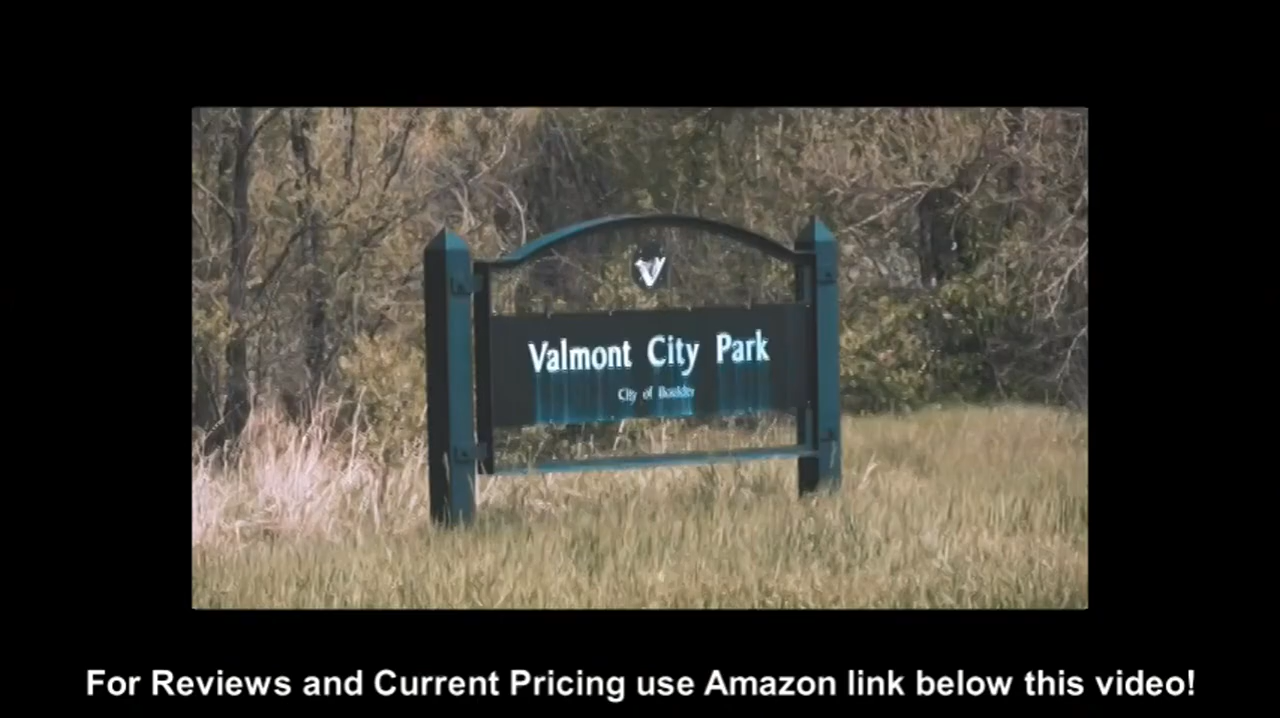 Valmont City Park
City of Boulder
For Reviews and Current Pricing use Amazon link below this video!